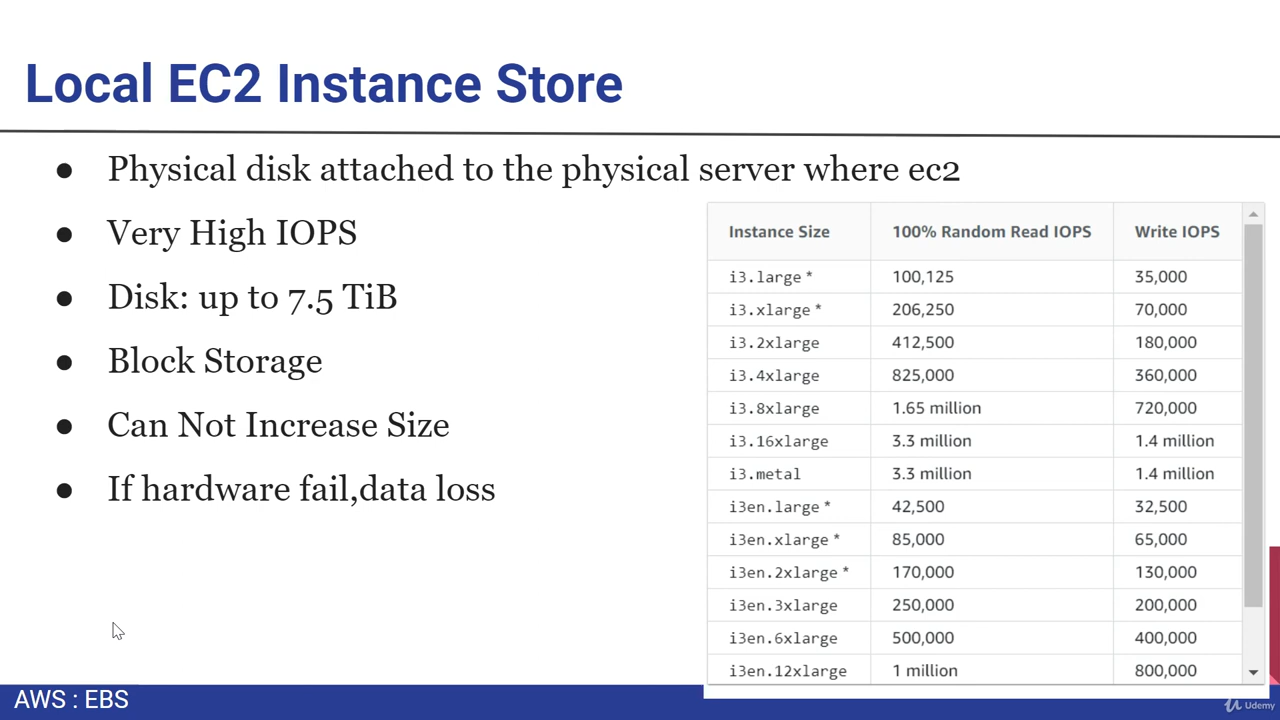 Local EC2 Instance Store
● Physical disk attached to the physical server where ec2
● Very High IOPS
● Disk: up to 7.5 TiB
● Block Storage
● Can Not Increase Size
● If hardware fail,data loss
Instance Size 100% Random Read IOPS Write IOPS
i3.large * 100,125 35,000
i3.xlarge * 206,250 70,000
i3.2xlarge 412,500 180,000
i3.4xlarge 825,000 360,000
i3.8xlarge 1.65 million 720,000
i3.16xlarge 3.3 million 1.4 million
i3.metal 3.3 million 1.4 million
i3en.large * 42,500 32,500
i3en.xlarge * 85,000 65,000
i3en.2xlarge * 170,000 130,000
i3en.3xlarge 250,000 200,000
i3en.6xlarge 500,000 400,000
i3en.12xlarge 1 million 800,000
AWS : EBS
Udemy